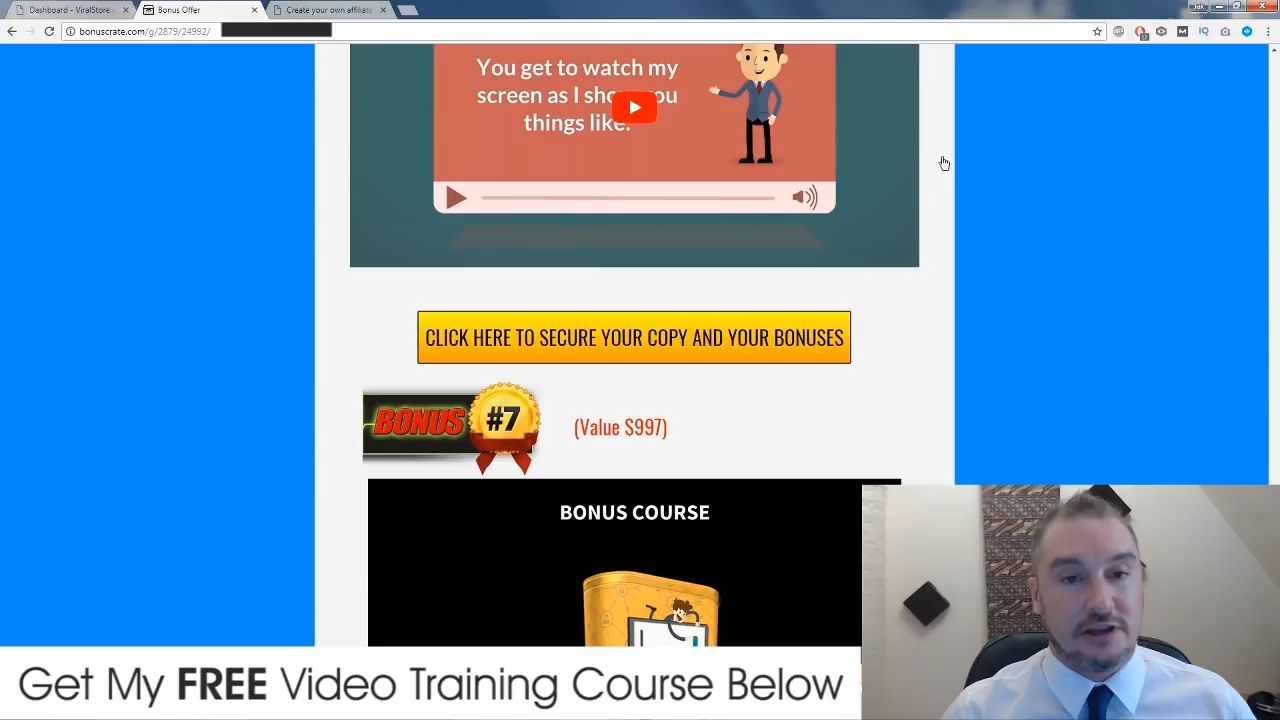 Dashboard - ViralStore.
Bonus Offer
Create your own affiliate
Jak
bonuscrate.com/g/2879/24992/
You get to watch my
screen as I show you
things like:
CLICK HERE TO SECURE YOUR COPY AND YOUR BONUSES
BONUS #7
(Value $997)
BONUS COURSE
Get My FREE Video Training Course Below